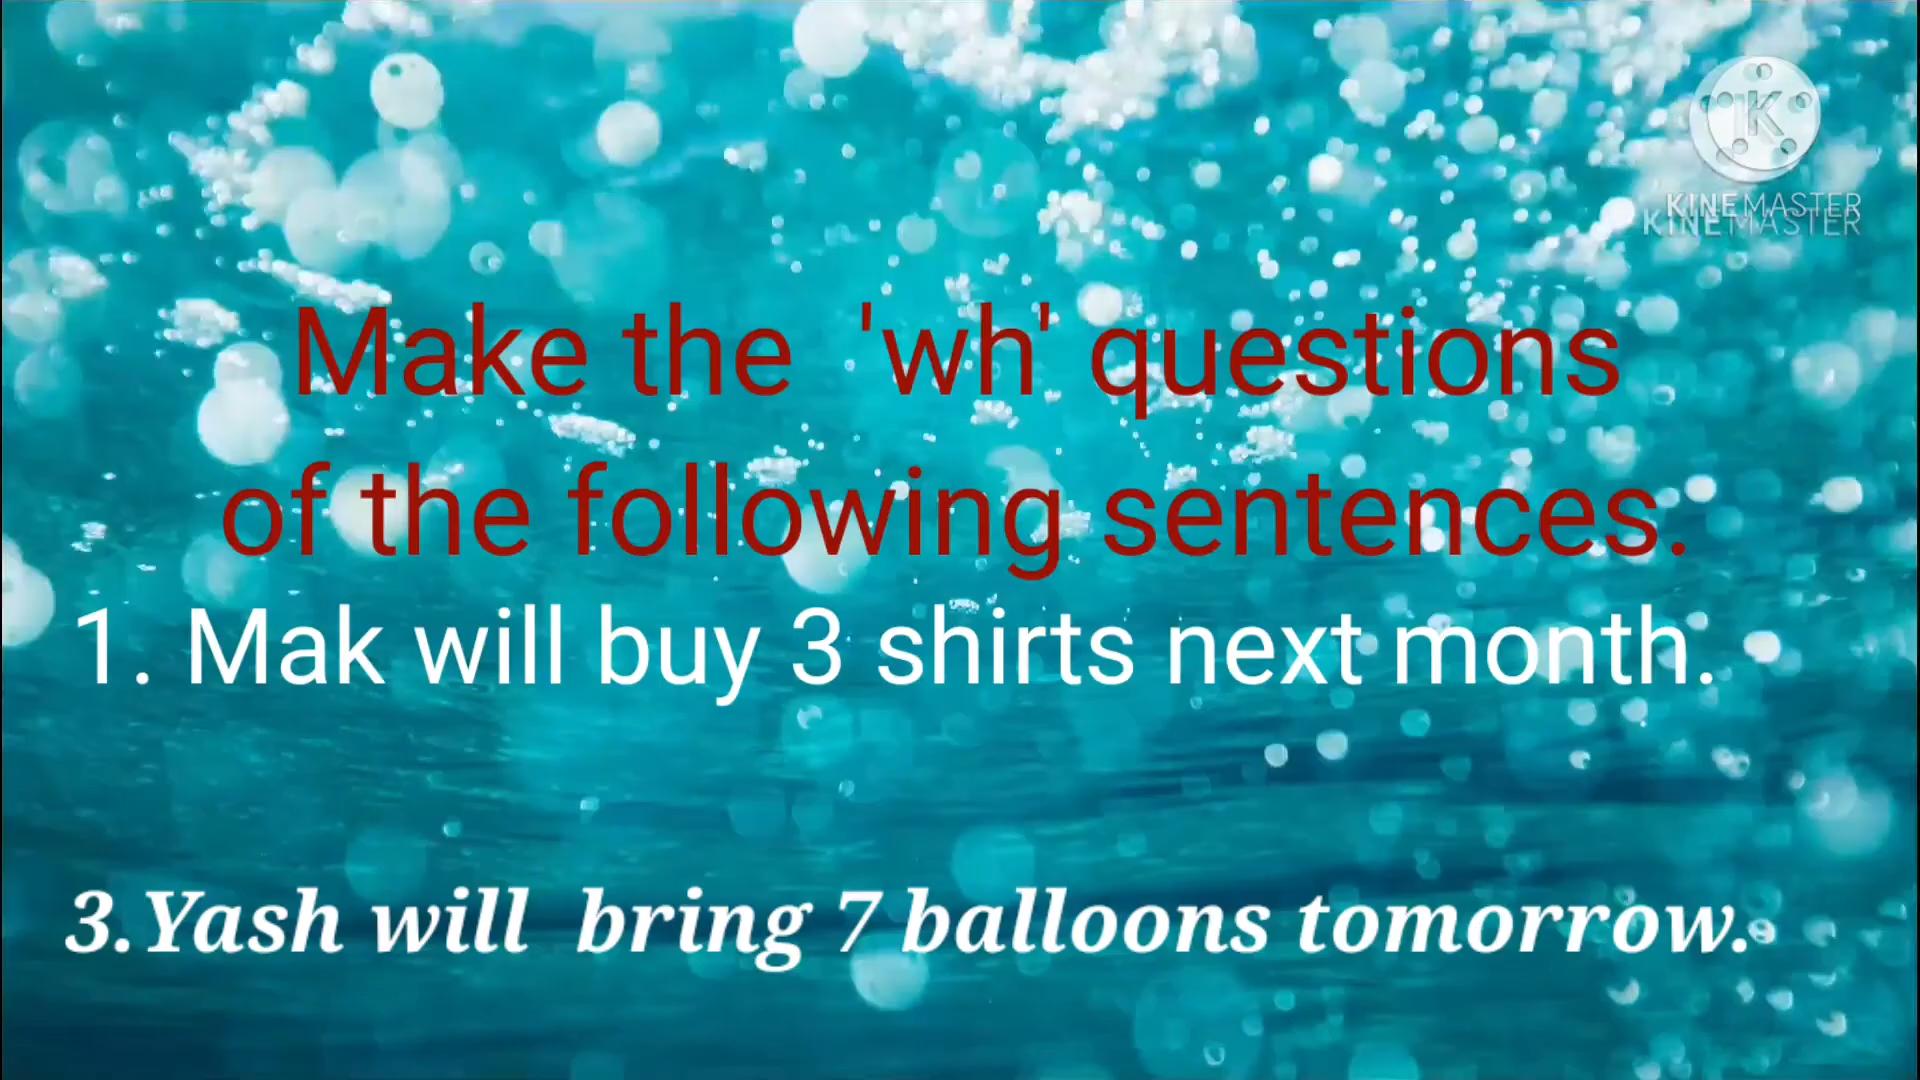 K
KINEMASTER
KINEMASTER
Make the 'wh' questions
of the following sentences.
1. Mak will buy 3 shirts next month.
3.Yash will bring 7 balloons tomorrow.